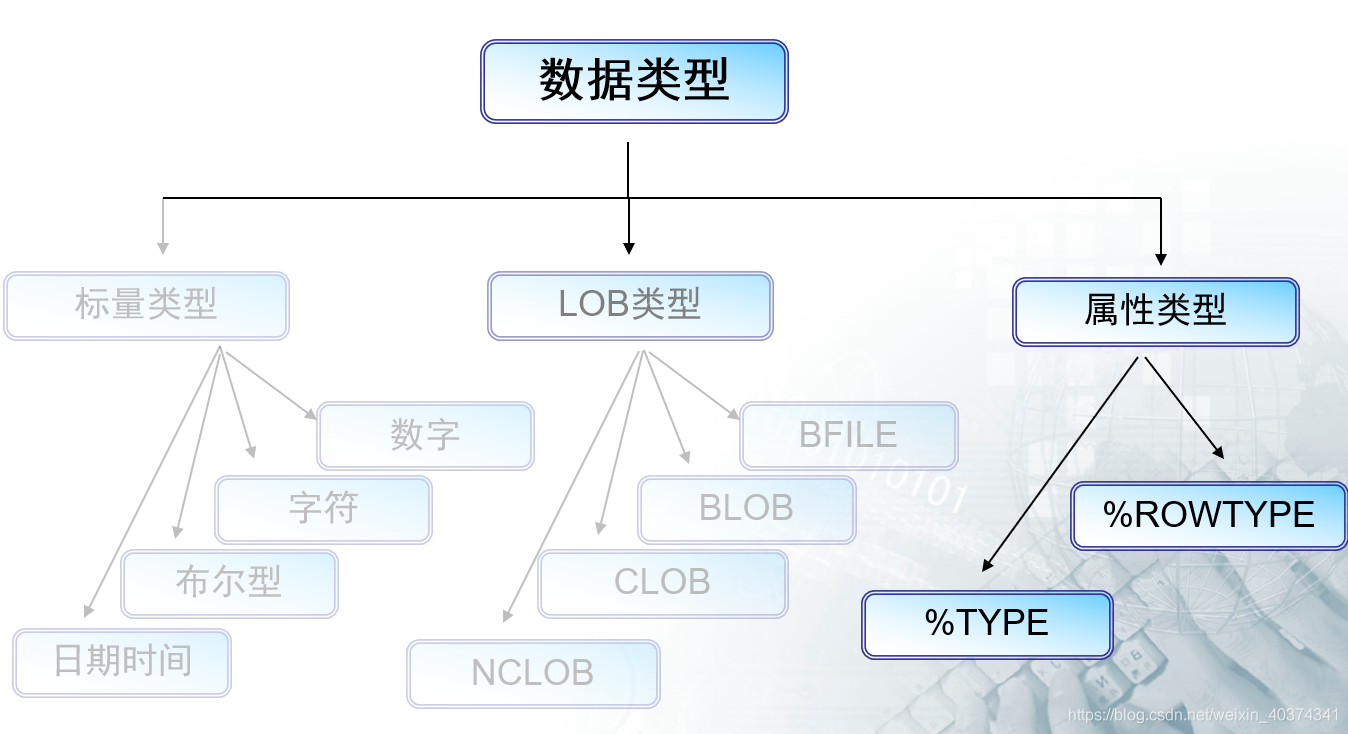 数据类型
标量类型
LOB类型
属性类型
数字
字符
布尔型
日期时间
BFILE
BLOB
CLOB
NCLOB
%ROWTYPE
%TYPE
010101
https://blog.csdn.net/weixin_40374341